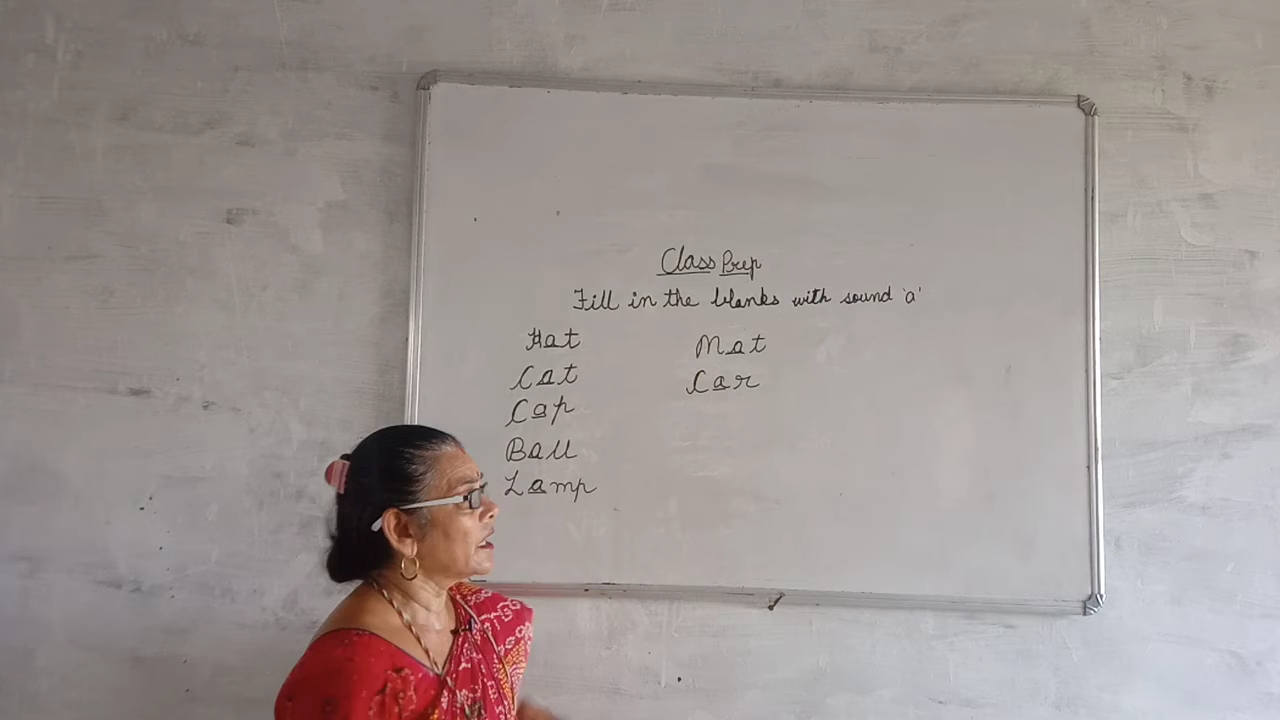 Class Prep
Fill in the blanks with sound 'a'
Hat
Cat
Cap
Ball
Lamp
Mat
Car